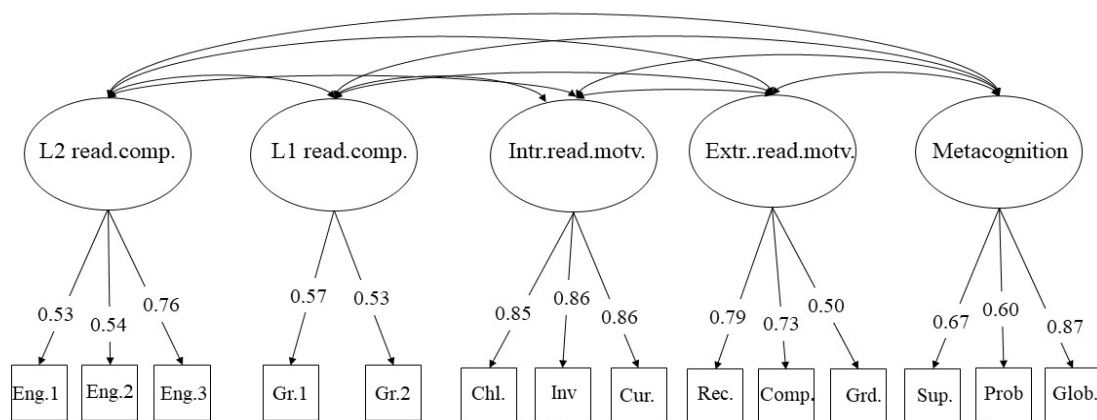 L2 read.comp.
L1 read.comp.
Intr.read.motv.
Extr..read.motv.
Metacognition
0.53
0.54
0.76
0.57
0.53
0.85
0.86
0.86
0.79
0.73
0.50
0.67
0.60
0.87
Eng.1
Eng.2
Eng.3
Gr.1
Gr.2
Chl.
Inv
Cur.
Rec.
Comp.
Grd.
Sup.
Prob
Glob.